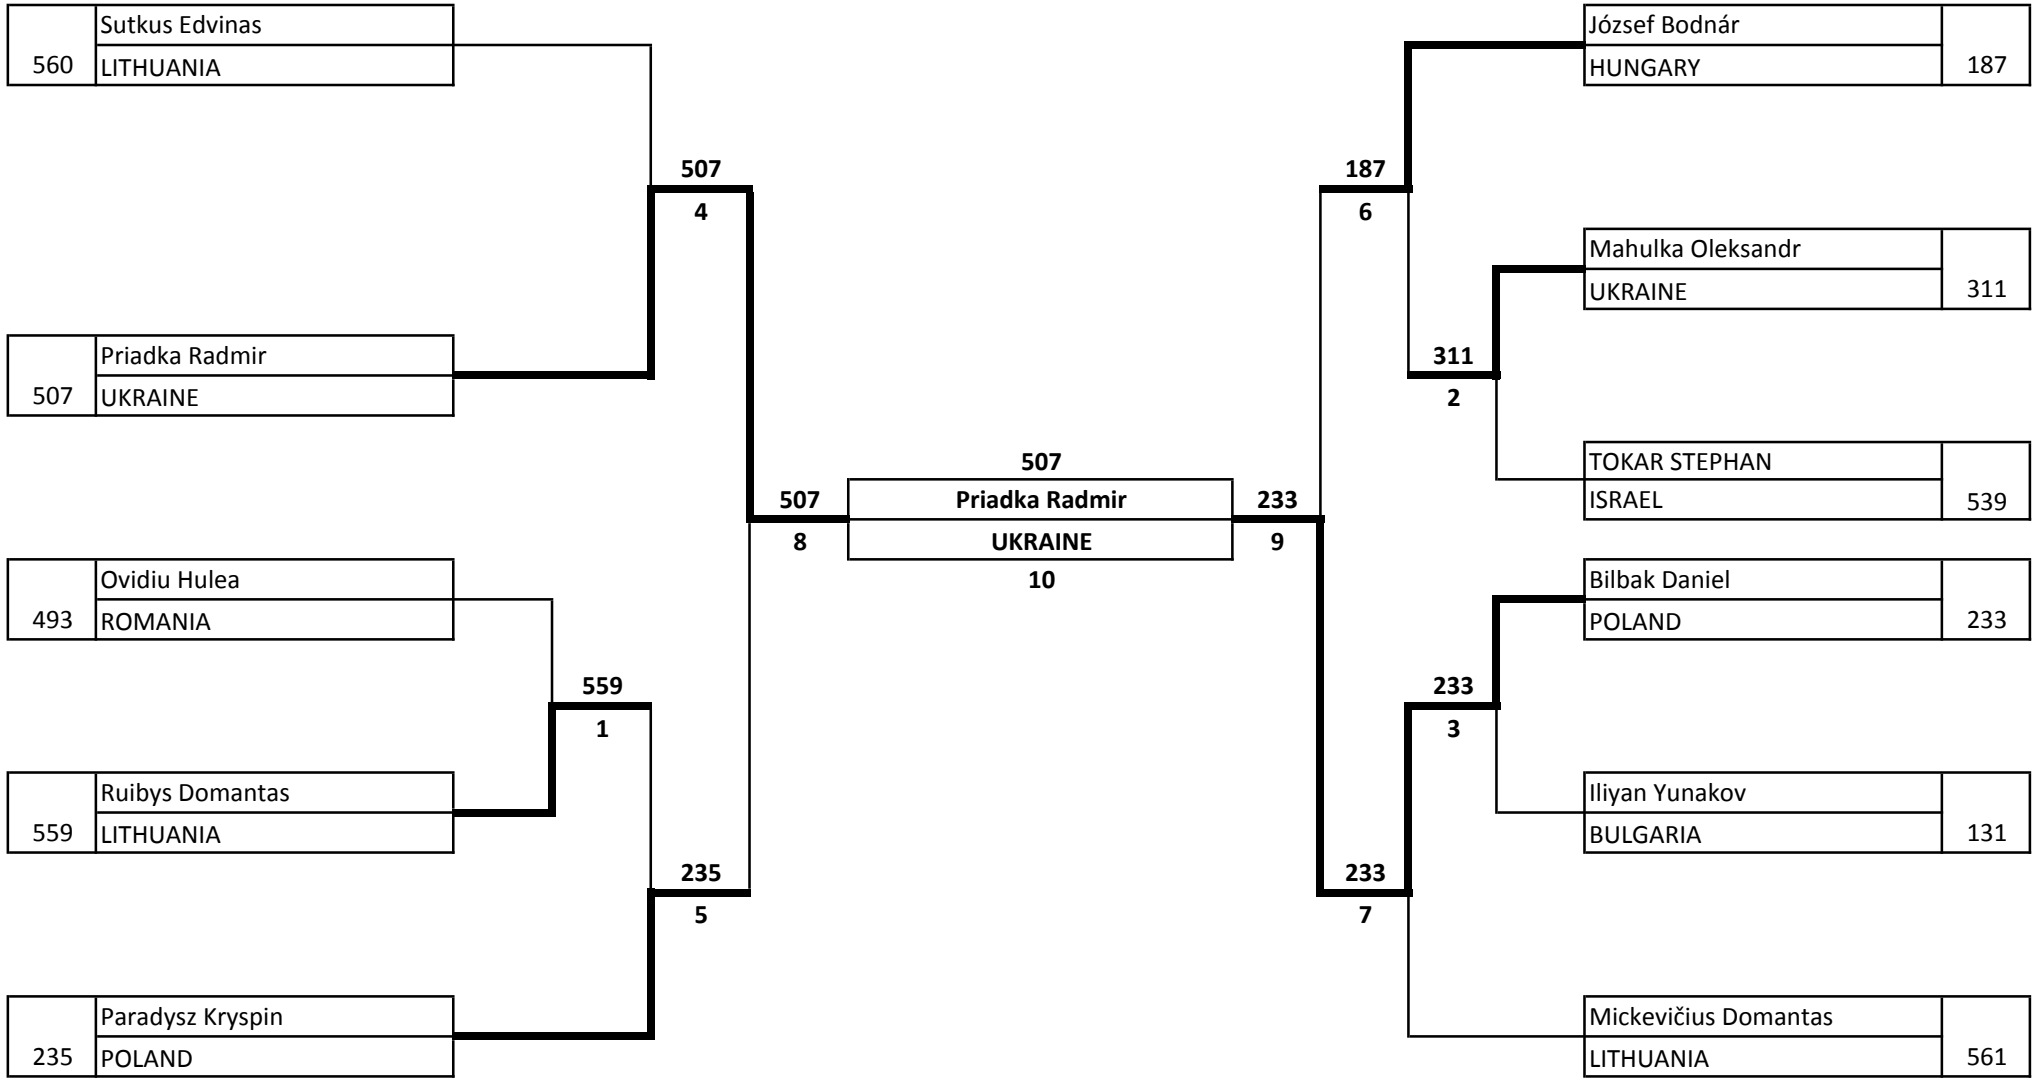 Sutkus Edvinas
560 LITHUANIA
507
4
Priadka Radmir
507 UKRAINE
Ovidiu Hulea
493 ROMANIA
559
1
Ruibys Domantas
559 LITHUANIA
235
5
Paradysz Kryspin
235 POLAND
507
8
507
Priadka Radmir
UKRAINE
10
233
9
József Bodnár
HUNGARY 187
187
6
Mahulka Oleksandr
UKRAINE 311
311
2
TOKAR STEPHAN
ISRAEL 539
Bilbak Daniel
POLAND 233
233
3
Iliyan Yunakov
BULGARIA 131
233
7
Mickevičius Domantas
LITHUANIA 561